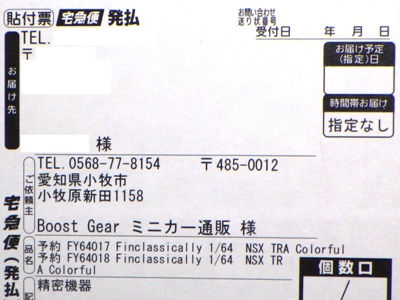 貼付票 宅急便 発払
お問い合わせ
送り状番号
受付日 年 月 日
TEL.
〒
お届け先
様
お届け予定
(指定)日
時間帯お届け
指定なし
ご依頼主
TEL.0568-77-8154 〒485-0012
愛知県小牧市
小牧原新田1158
Boost Gear ミニカー通販 様
品名
予約 FY64017 Finclassically 1/64 NSX TRA Colorful
予約 FY64018 Finclassically 1/64 NSX TR
A Colorful
個数口
精密機器
記
宅急便(発払